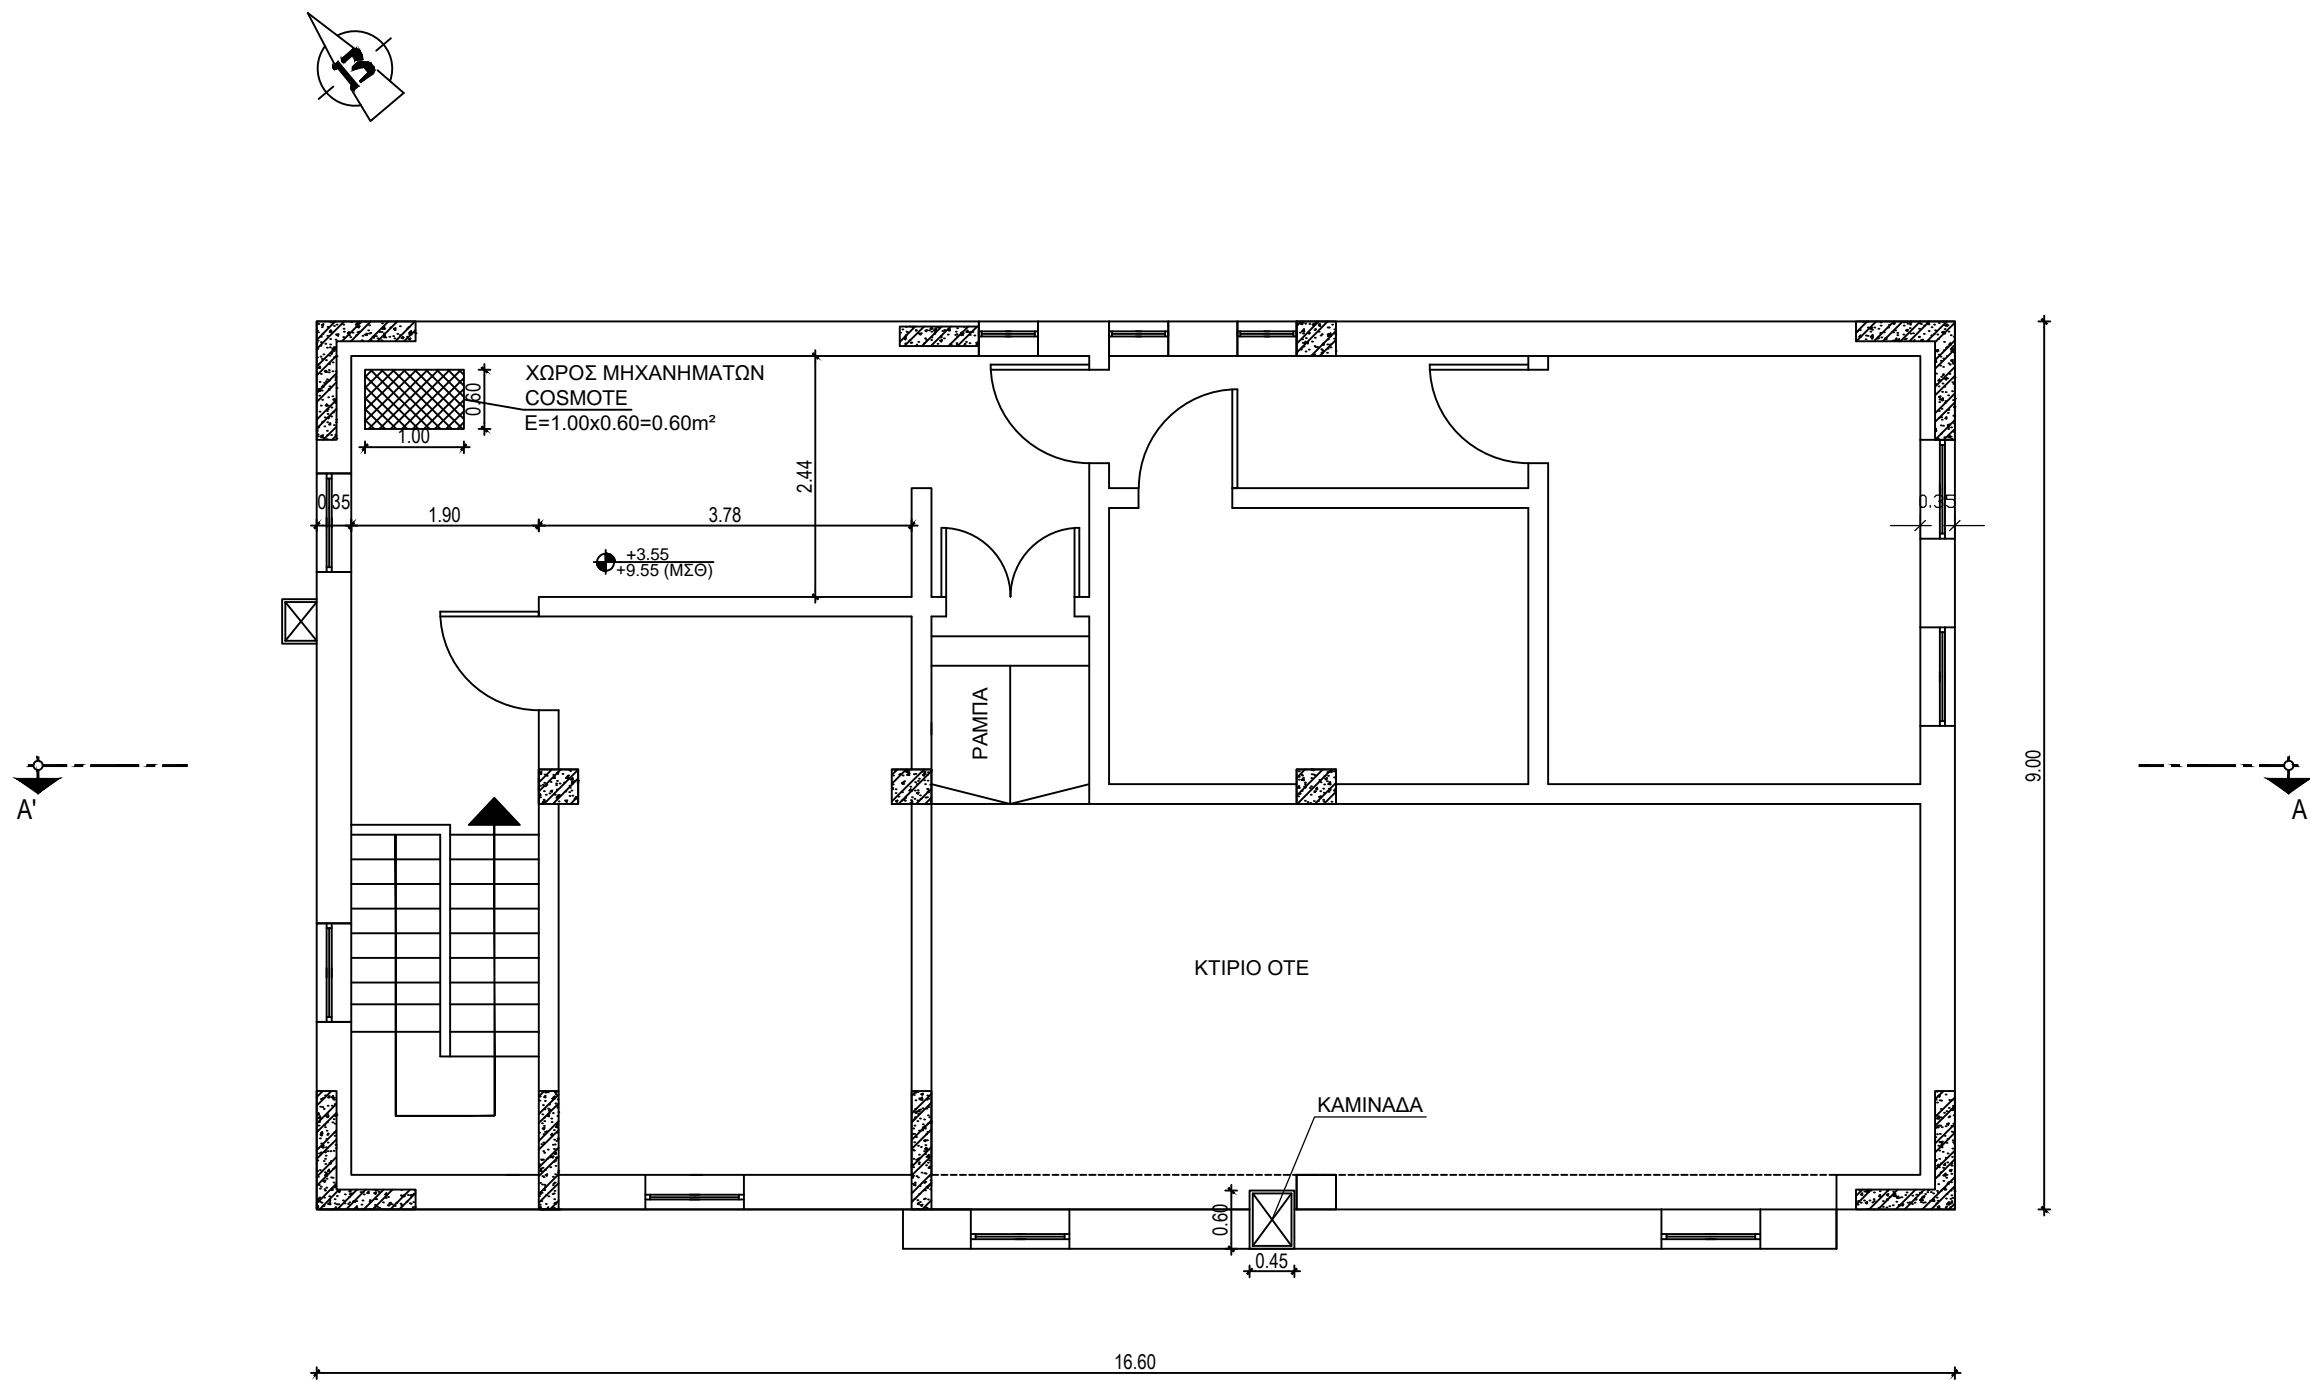 ΧΩΡΟΣ ΜΗΧΑΝΗΜΑΤΩΝ
COSMOTE
Ε=1.00x0.60=0.60m²
0.60
1.00
2.44
0.35
1.90
3.78
0.35
+3.55
+9.55 (ΜΣΘ)
ΡΑΜΠΑ
9.00
Α'
Α
ΚΤΙΡΙΟ ΟΤΕ
ΚΑΜΙΝΑΔΑ
0.60
0.45
16.60